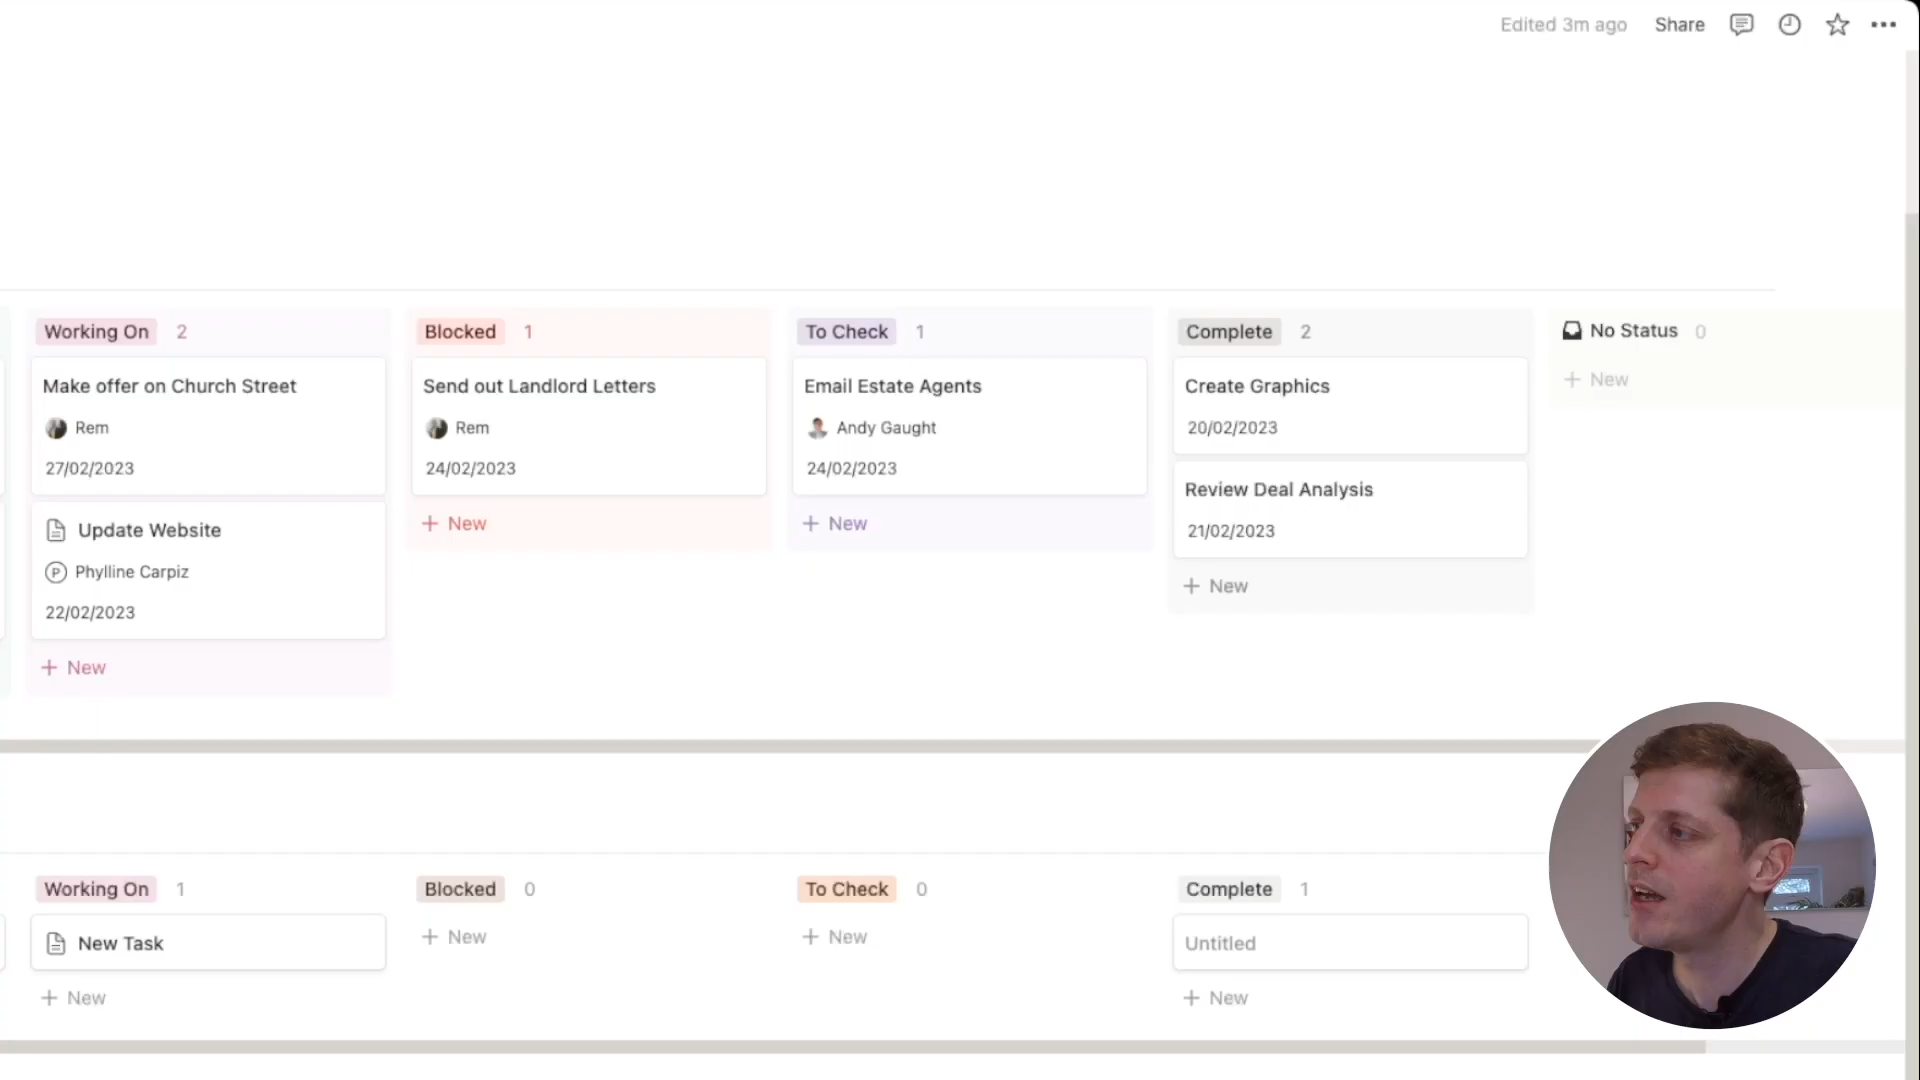 Edited 3m ago Share
Working On 2
Make offer on Church Street
Rem
27/02/2023
Update Website
P Phylline Carpiz
22/02/2023
+ New
Blocked 1
Send out Landlord Letters
Rem
24/02/2023
+ New
To Check 1
Email Estate Agents
Andy Gaught
24/02/2023
+ New
Complete 2
Create Graphics
20/02/2023
Review Deal Analysis
21/02/2023
+ New
No Status 0
+ New
Working On 1
New Task
+ New
Blocked 0
+ New
To Check 0
+ New
Complete 1
Untitled
+ New